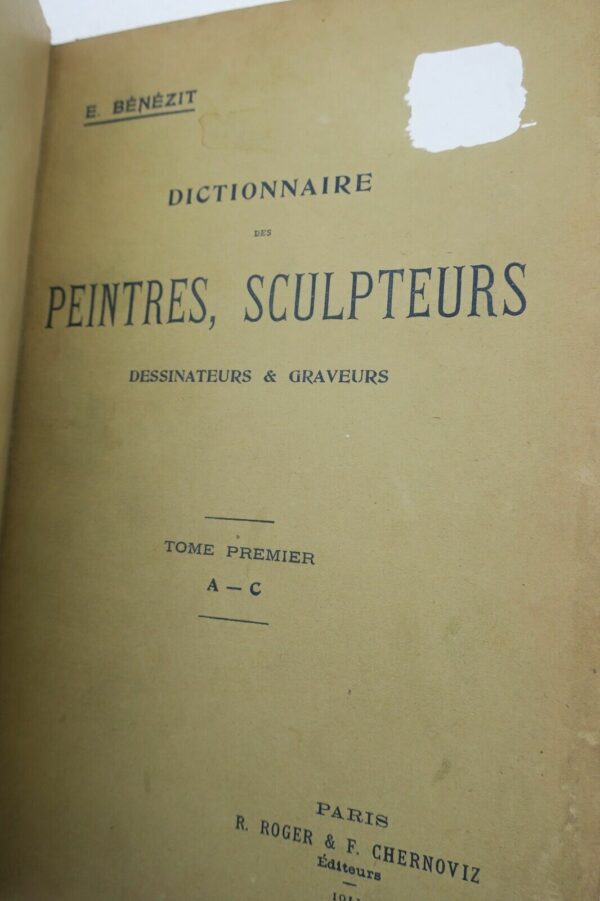 E. BÉNÉZIT
DICTIONNAIRE
DES
PEINTRES, SCULPTEURS
DESSINATEURS & GRAVEURS
TOME PREMIER
A — C
PARIS
R. ROGER & F. CHERNOVIZ
Éditeurs